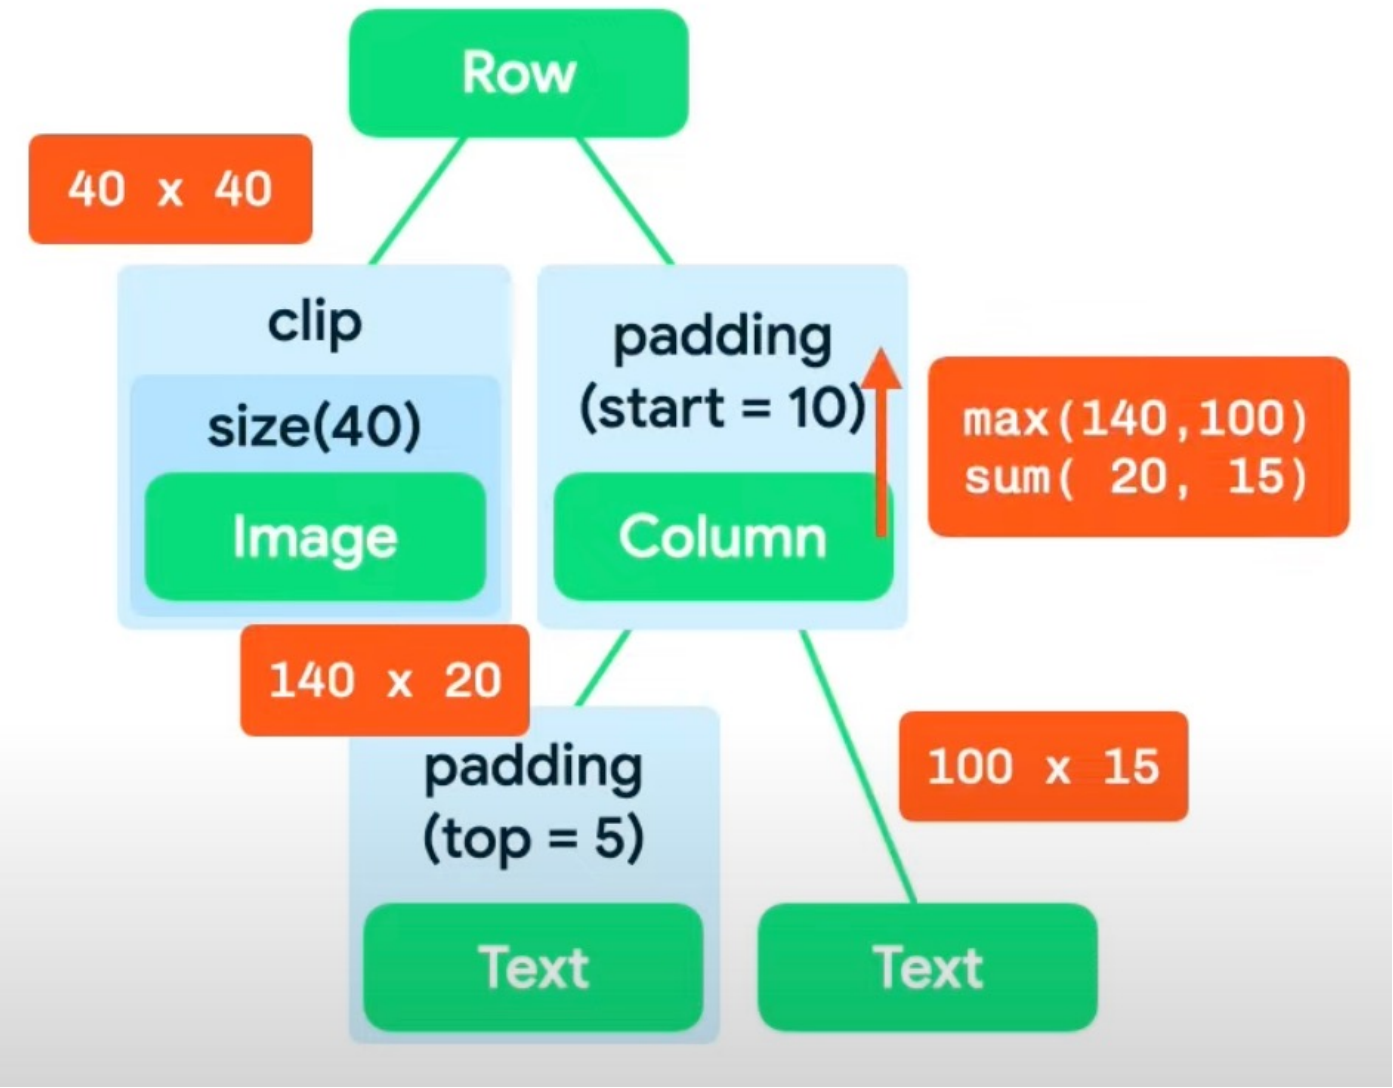 Row
40 x 40
clip
size(40)
Image
padding
(start = 10)
Column
max(140,100)
sum( 20, 15)
140 x 20
padding
(top = 5)
Text
100 x 15
Text